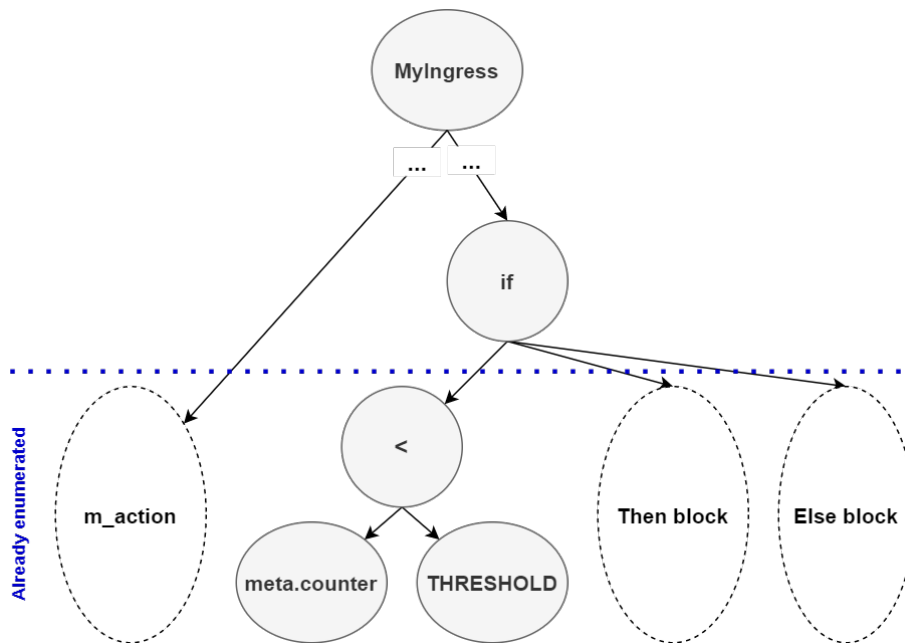 MyIngress
... ...
if
Already enumerated
<
m_action
Then block
Else block
meta.counter
THRESHOLD